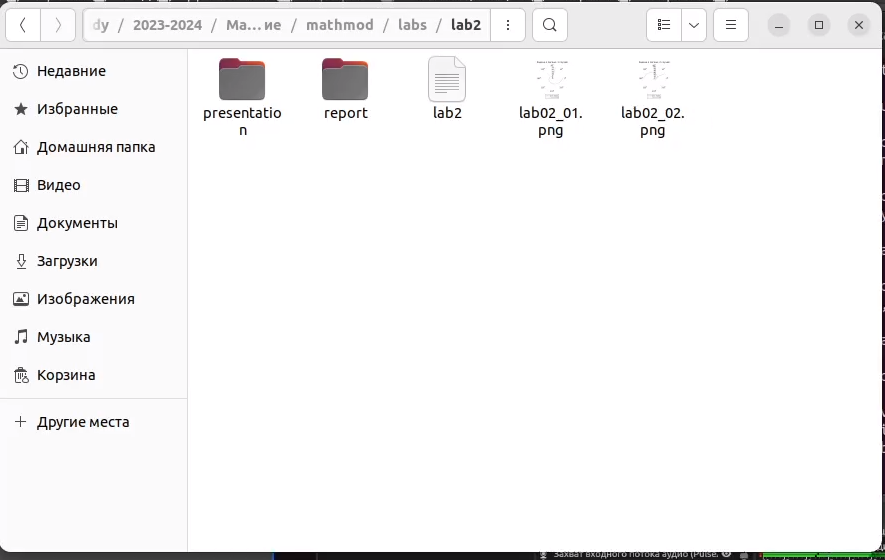 dy / 2023-2024 / Ма...ие / mathmod / labs / lab2
Недавние
Избранные
Домашняя папка
Видео
Документы
Загрузки
Изображения
Музыка
Корзина
Другие места
presentatio
n
report
lab2
lab02_01.
png
lab02_02.
png
Захват входного потока аудио (Pulse